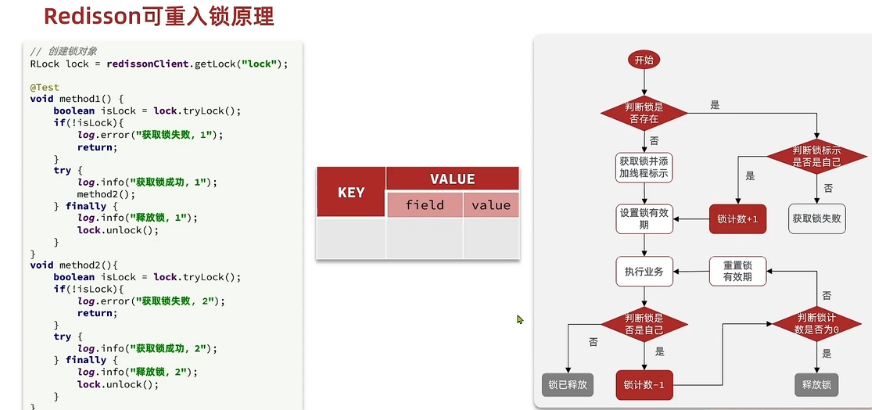 Redisson可重入锁原理
// 创建锁对象
RLock lock = redissonClient.getLock("lock");
@Test
void method1() {
boolean isLock = lock.tryLock();
if(!isLock){
log.error("获取锁失败, 1");
return;
}
try {
log.info("获取锁成功, 1");
method2();
} finally {
log.info("释放锁, 1");
lock.unlock();
}
}
void method2(){
boolean isLock = lock.tryLock();
if(!isLock){
log.error("获取锁失败, 2");
return;
}
try {
log.info("获取锁成功, 2");
} finally {
log.info("释放锁, 2");
lock.unlock();
}
}
KEY
VALUE
field
value
开始
判断锁是
否存在
是
否
判断锁标示
是否是自己
获取锁并添
加线程标示
是
否
设置锁有效
期
锁计数+1
获取锁失败
执行业务
重置锁
有效期
否
判断锁是
否是自己
判断锁计
数是否为0
否
是
是
锁已释放
锁计数-1
释放锁